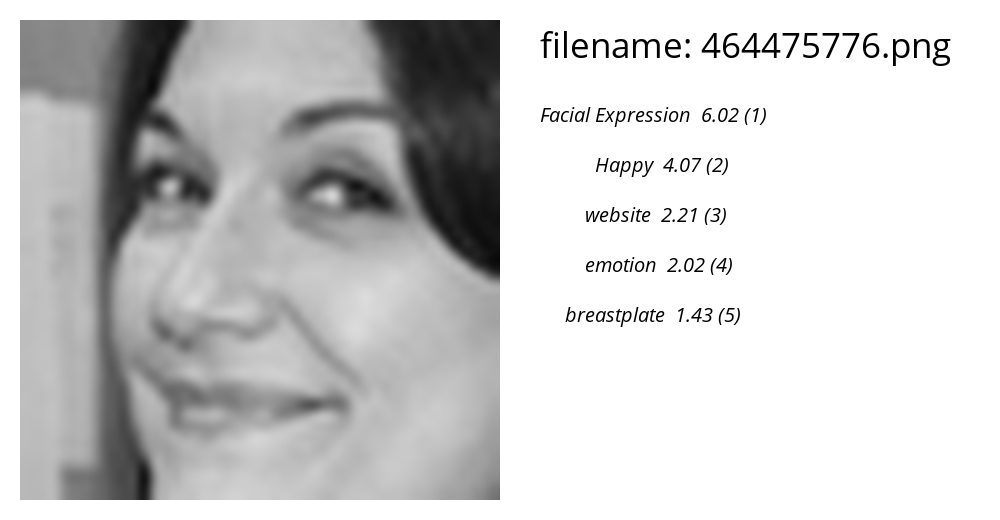 filename: 464475776.png
Facial Expression 6.02 (1)
Happy 4.07 (2)
website 2.21 (3)
emotion 2.02 (4)
breastplate 1.43 (5)